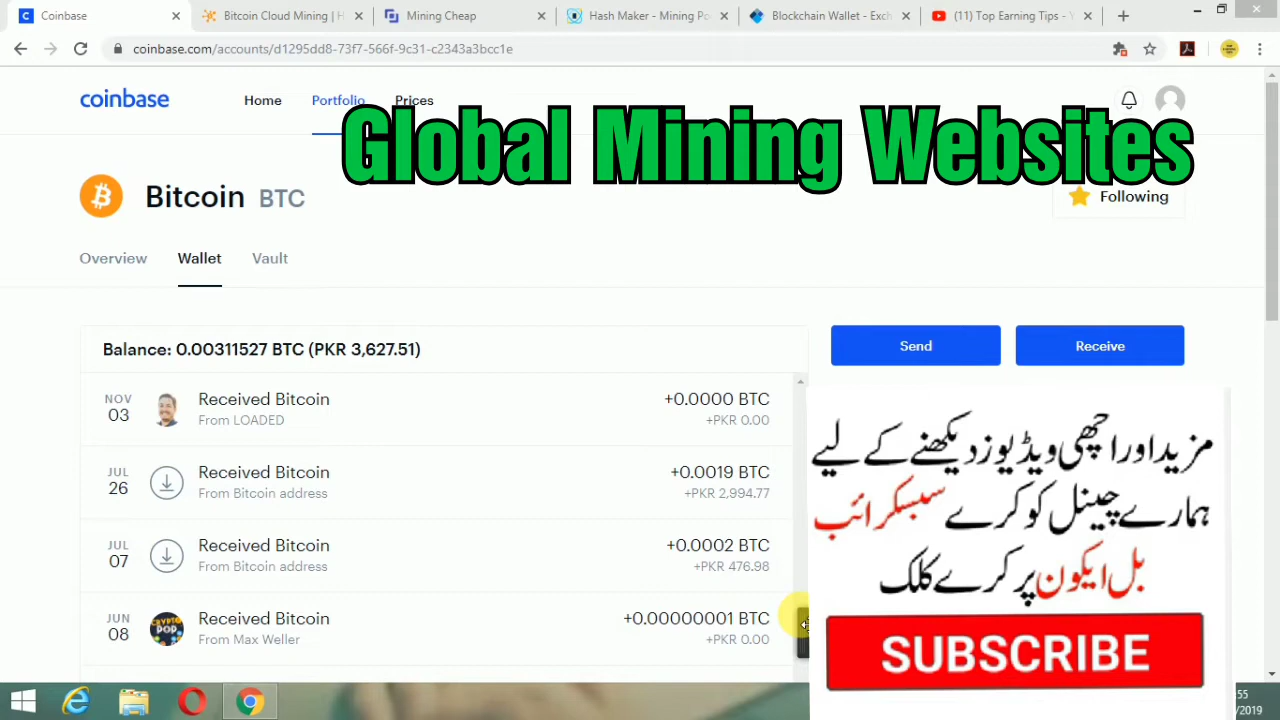 Coinbase
Bitcoin Cloud Mining | H
Mining Cheap
Hash Maker - Mining Po
Blockchain Wallet - Exch
(11) Top Earning Tips - Y
coinbase.com/accounts/d1295dd8-73f7-566f-9c31-c2343a3bcc1e
coinbase
Home
Portfolio
Prices
Global Mining Websites
Bitcoin BTC
Following
Overview
Wallet
Vault
Balance: 0.00311527 BTC (PKR 3,627.51)
Send
Receive
NOV 03
Received Bitcoin
From LOADED
+0.0000 BTC
+PKR 0.00
JUL 26
Received Bitcoin
From Bitcoin address
+0.0019 BTC
+PKR 2,994.77
JUL 07
Received Bitcoin
From Bitcoin address
+0.0002 BTC
+PKR 476.98
JUN 08
CRYPTO POP
Received Bitcoin
From Max Weller
+0.00000001 BTC
+PKR 0.00
مزید اور اچھی ویڈیوز دیکھنے کے لیے
ہمارے چینل کو کرے سبسکرائب
بل ایکون پر کرے کلک
SUBSCRIBE
55
/2019